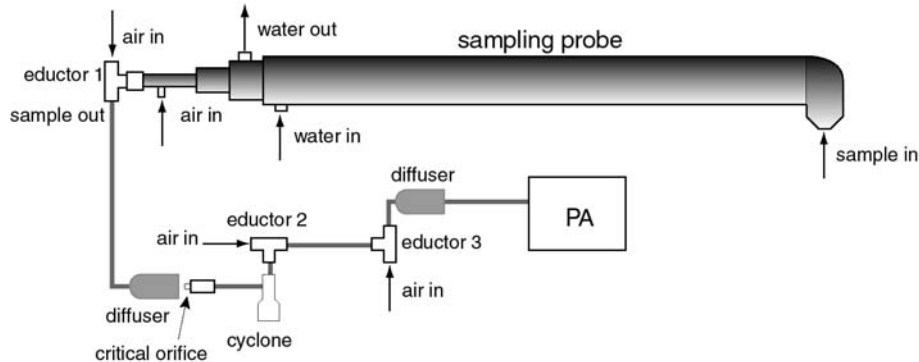 air in
water out
sampling probe
eductor 1
sample out
air in
water in
sample in
diffuser
eductor 2
PA
air in
eductor 3
air in
diffuser
cyclone
critical orifice